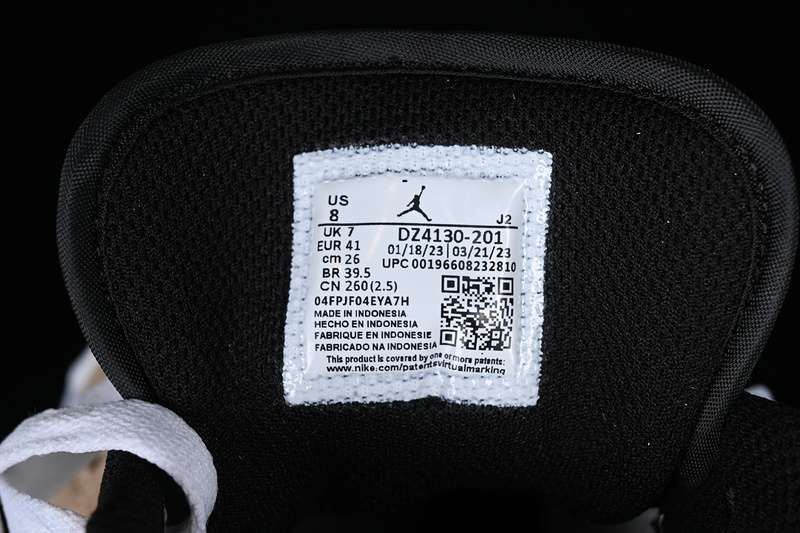 US
8
J2
UK 7
EUR 41
cm 26
BR 39.5
CN 260(2.5)
DZ4130-201
01/18/23 | 03/21/23
UPC 00196608232810
04FPJF04EYA7H
MADE IN INDONESIA
HECHO EN INDONESIA
FABRIQUE EN INDONESIE
FABRICADO NA INDONESIA
This product is covered by one or more patents:
www.nike.com/patentsvirtualmarking